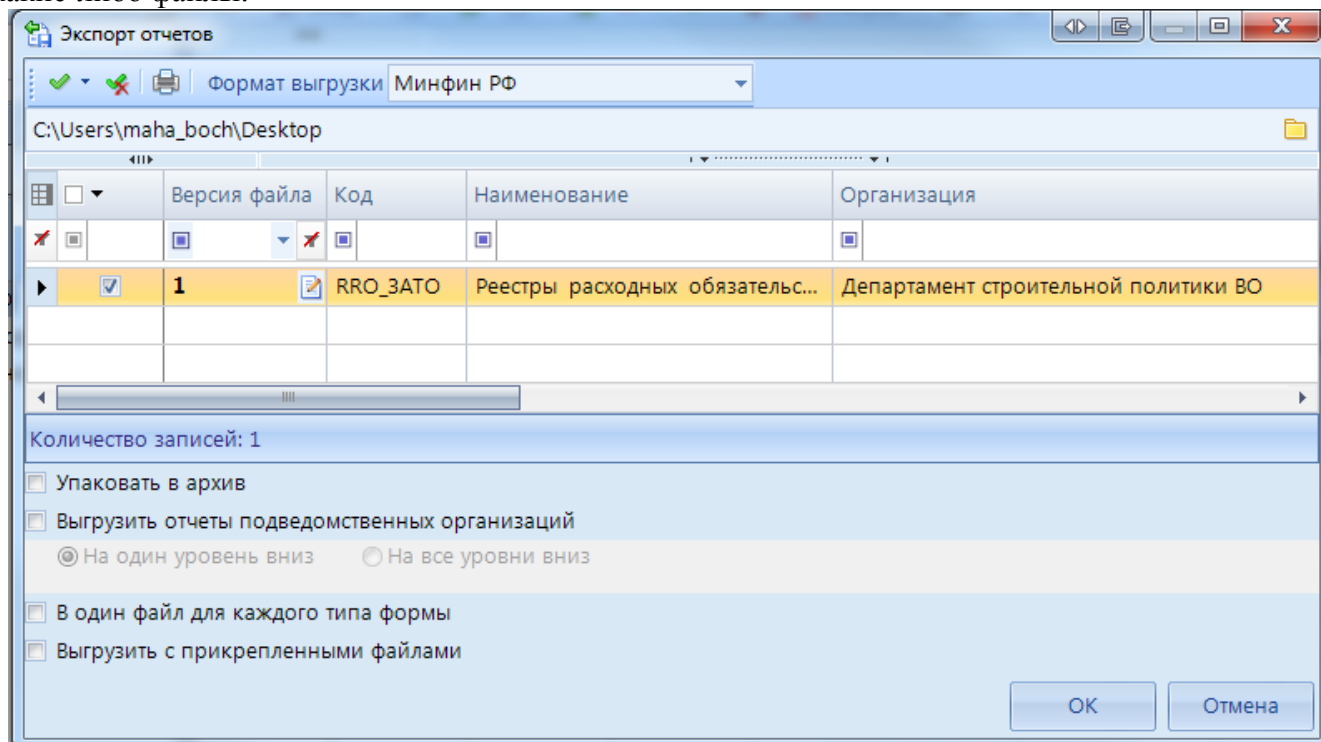 Экспорт отчетов
Формат выгрузки Минфин РФ
C:\Users\maha_boch\Desktop
Версия файла Код Наименование Организация
1 RRO_ЗАТО Реестры расходных обязательс... Департамент строительной политики ВО
Количество записей: 1
Упаковать в архив
Выгрузить отчеты подведомственных организаций
На один уровень вниз На все уровни вниз
В один файл для каждого типа формы
Выгрузить с прикрепленными файлами
ОК Отмена